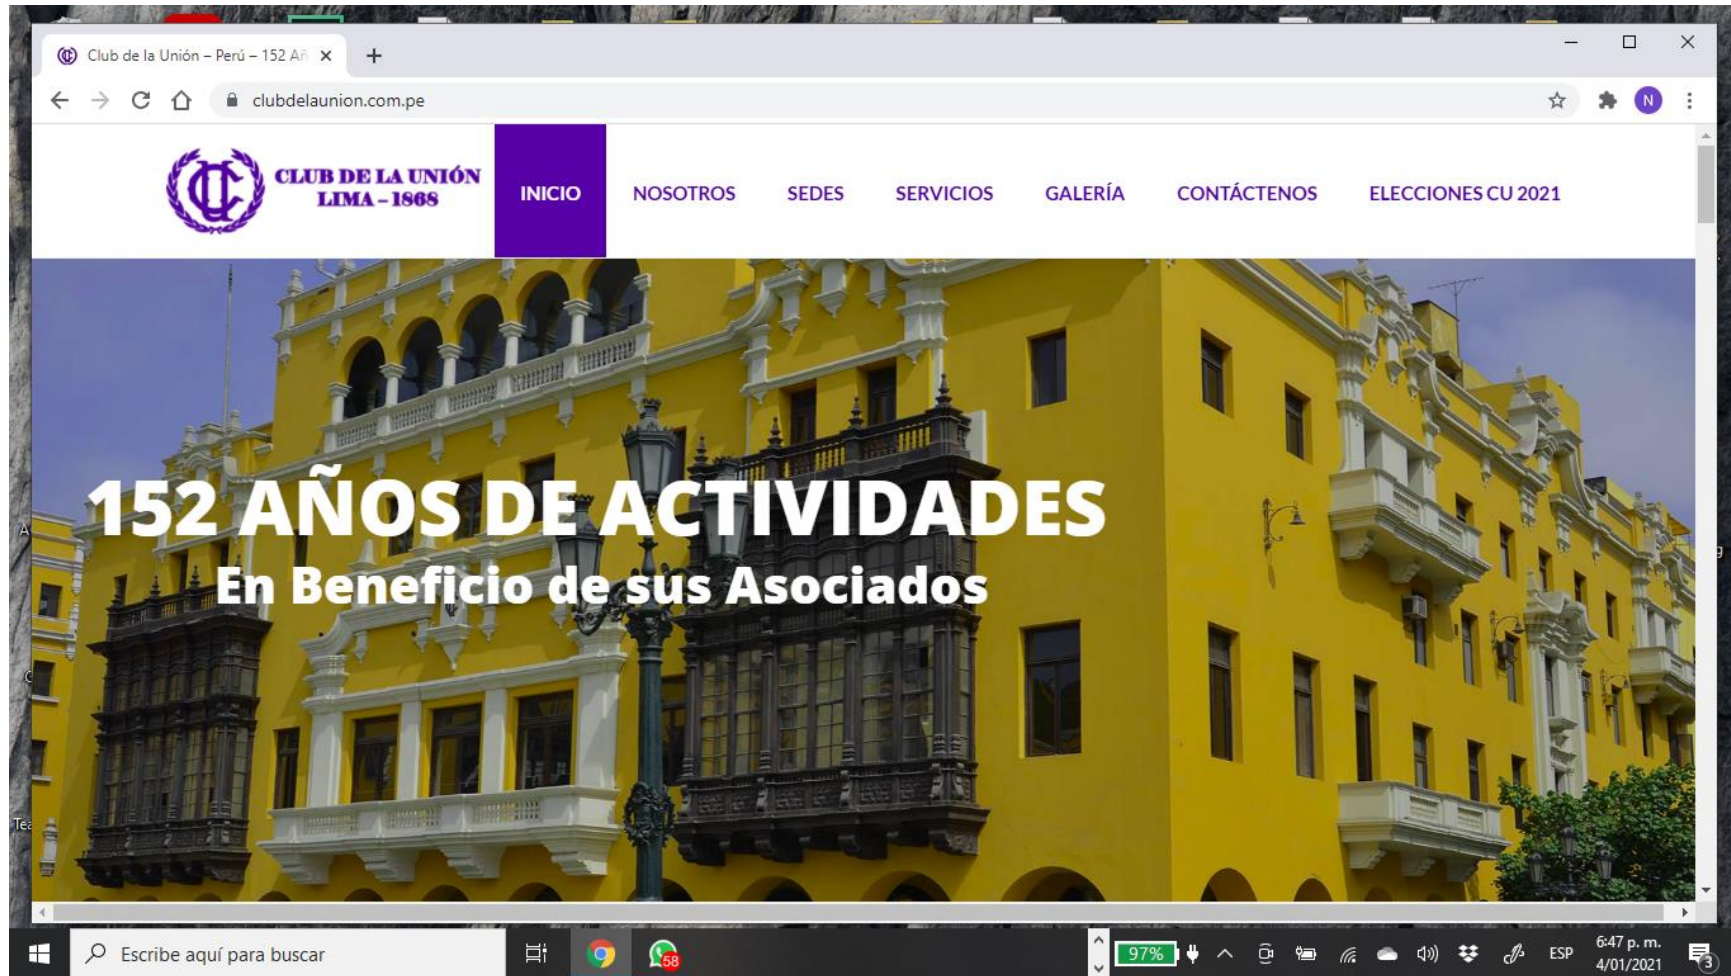 Club de la Unión – Perú – 152 Añ
clubdelaunion.com.pe
N
CLUB DE LA UNIÓN
LIMA – 1868
INICIO
NOSOTROS
SEDES
SERVICIOS
GALERÍA
CONTÁCTENOS
ELECCIONES CU 2021
152 AÑOS DE ACTIVIDADES
En Beneficio de sus Asociados
Escribe aquí para buscar
58
97%
ESP
6:47 p. m.
4/01/2021
3